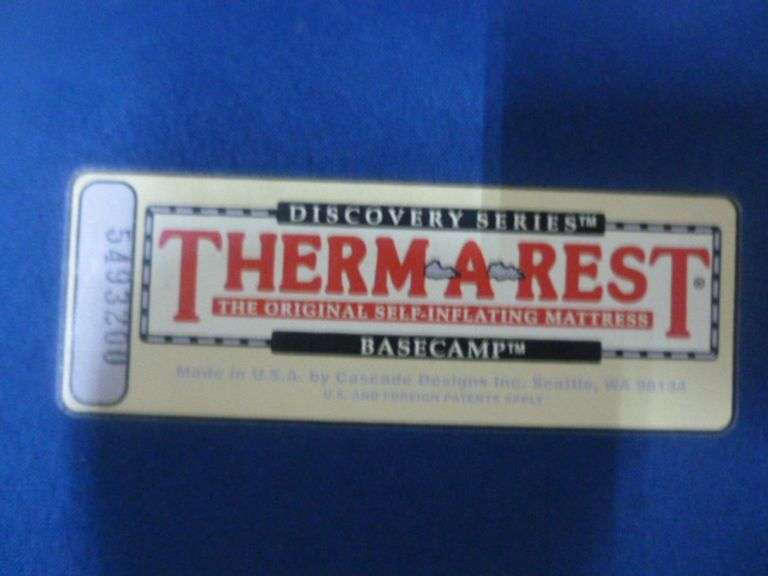 5493200
DISCOVERY SERIES™
THERM-A-REST®
THE ORIGINAL SELF-INFLATING MATTRESS
BASECAMP™
Made in U.S.A. by Cascade Designs Inc. Seattle, WA 98134
U.S. AND FOREIGN PATENTS APPLY